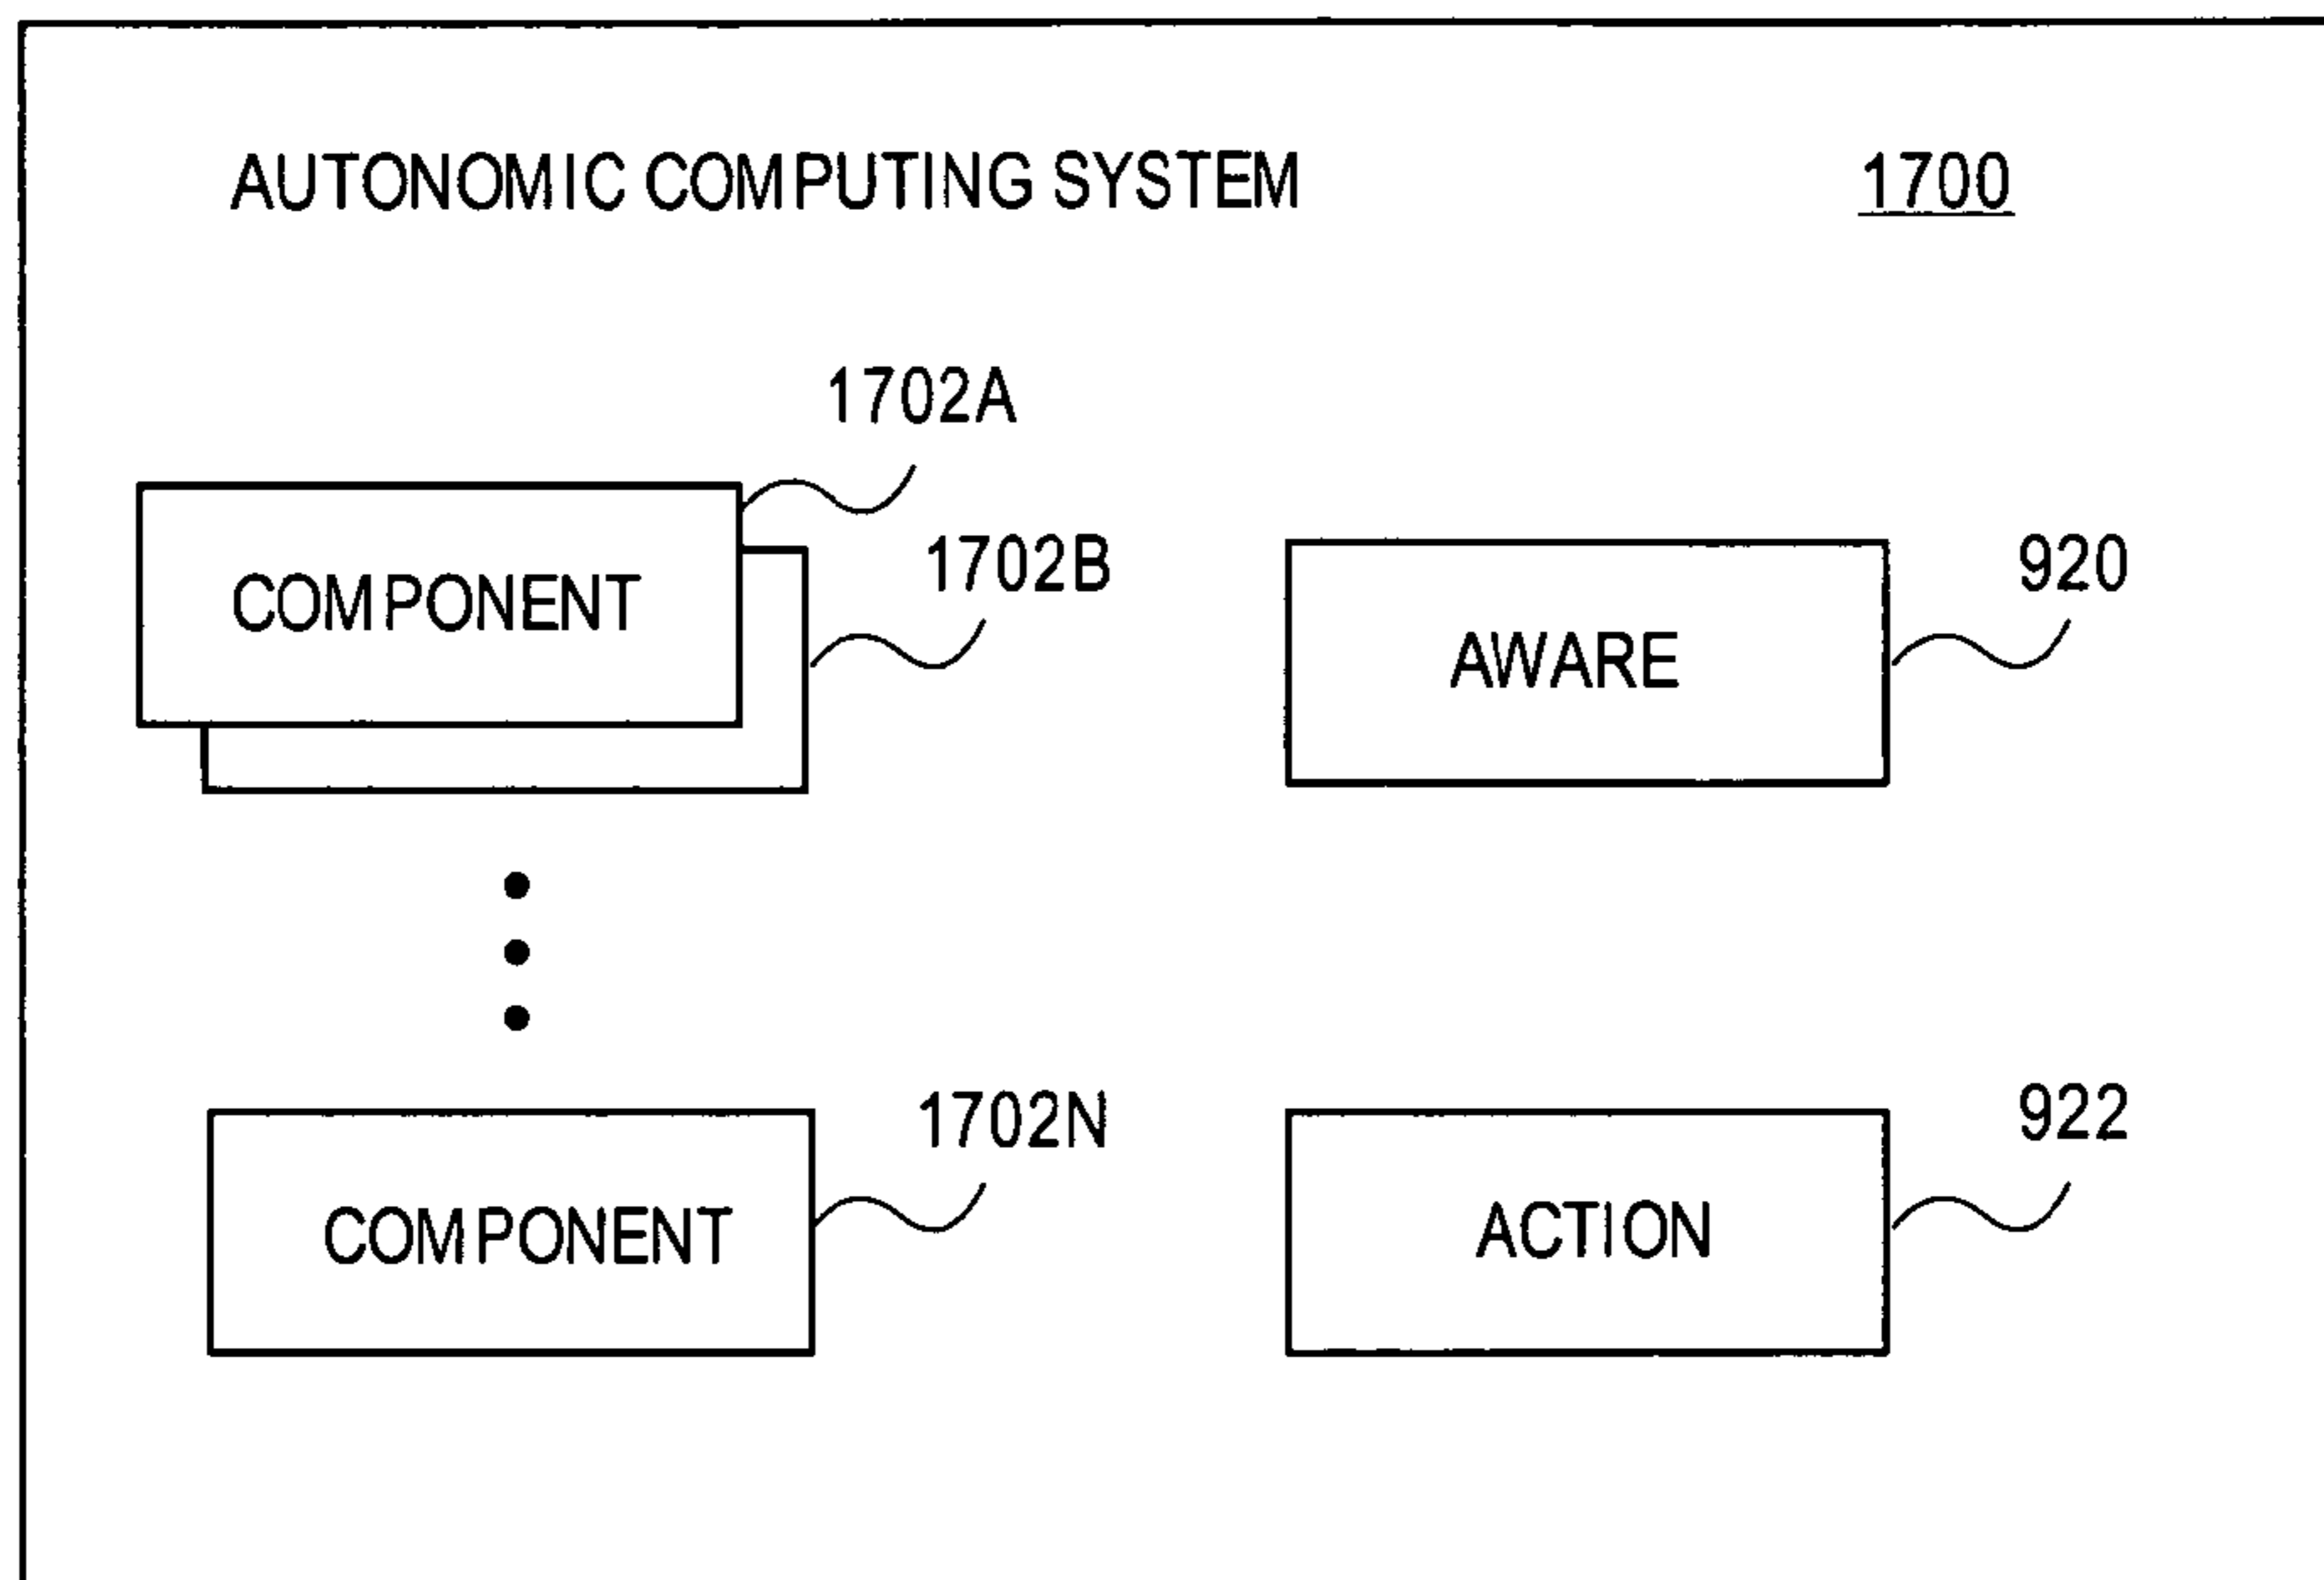 AUTONOMIC COMPUTING SYSTEM 1700
1702A
COMPONENT
1702B
AWARE
920
1702N
COMPONENT
ACTION
922